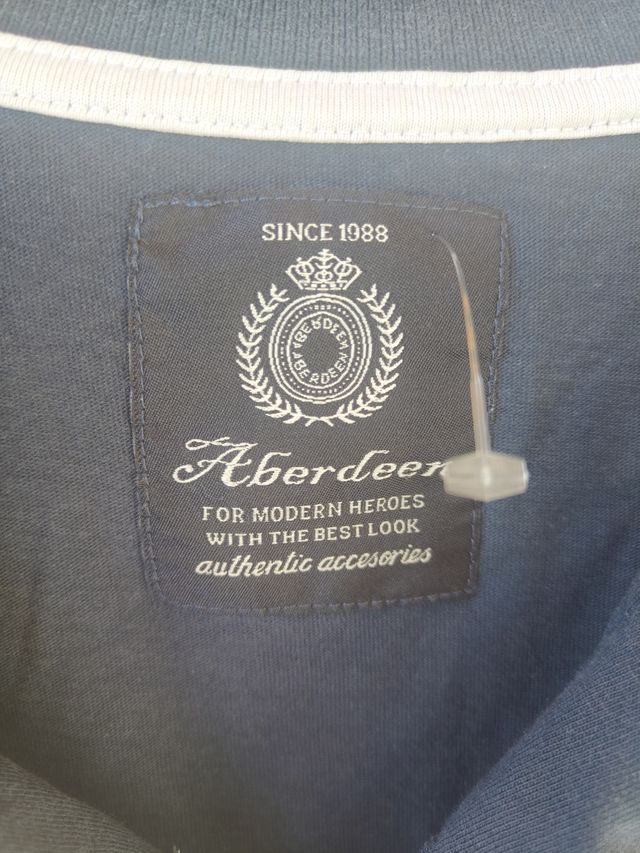 SINCE 1988
ABERDEEN
ABERDEEN
Aberdeen
FOR MODERN HEROES
WITH THE BEST LOOK
authentic accesories